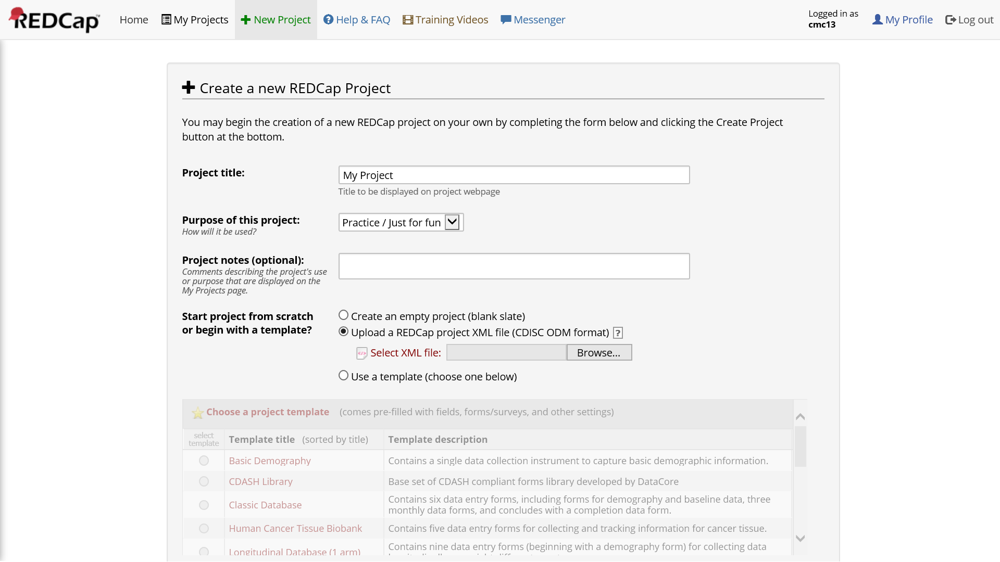 REDCap
Home
My Projects
New Project
Help & FAQ
Training Videos
Messenger
Logged in as
cmc13
My Profile
Log out
Create a new REDCap Project
You may begin the creation of a new REDCap project on your own by completing the form below and clicking the Create Project
button at the bottom.
Project title:
My Project
Title to be displayed on project webpage
Purpose of this project:
How will it be used?
Practice / Just for fun
Project notes (optional):
Comments describing the project's use
or purpose that are displayed on the
My Projects page.
Start project from scratch
or begin with a template?
Create an empty project (blank slate)
Upload a REDCap project XML file (CDISC ODM format) ?
Select XML file:
Browse...
Use a template (choose one below)
Choose a project template (comes pre-filled with fields, forms/surveys, and other settings)
select
template
Template title (sorted by title)
Template description
Basic Demography
Contains a single data collection instrument to capture basic demographic information.
CDASH Library
Base set of CDASH compliant forms library developed by DataCore
Classic Database
Contains six data entry forms, including forms for demography and baseline data, three
monthly data forms, and concludes with a completion data form.
Human Cancer Tissue Biobank
Contains five data entry forms for collecting and tracking information for cancer tissue.
Longitudinal Database (1 arm)
Contains nine data entry forms (beginning with a demography form) for collecting data